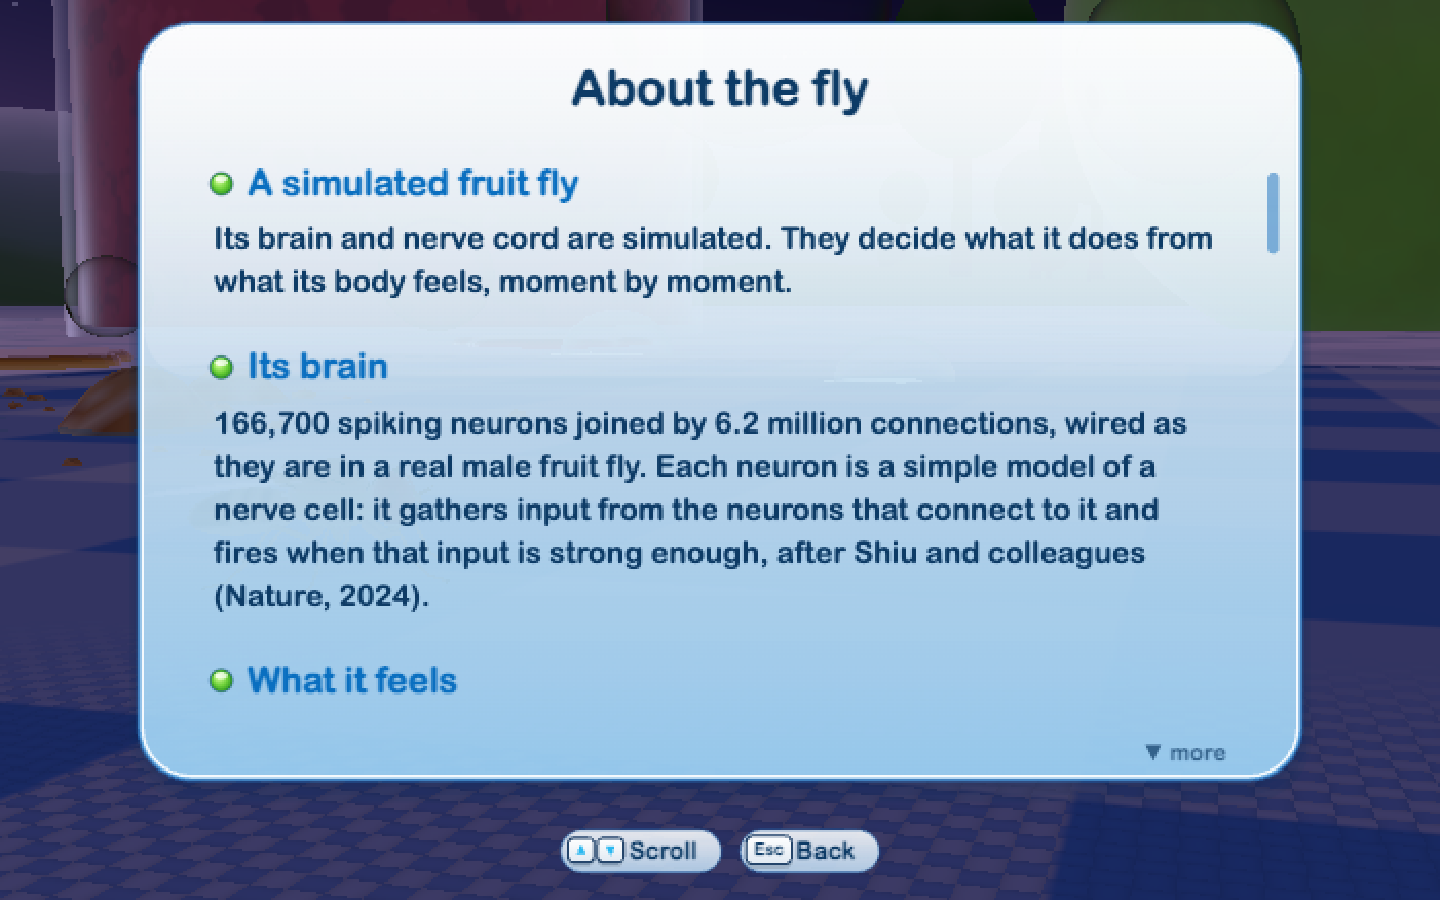 About the fly
A simulated fruit fly
Its brain and nerve cord are simulated. They decide what it does from
what its body feels, moment by moment.
Its brain
166,700 spiking neurons joined by 6.2 million connections, wired as
they are in a real male fruit fly. Each neuron is a simple model of a
nerve cell: it gathers input from the neurons that connect to it and
fires when that input is strong enough, after Shiu and colleagues
(Nature, 2024).
What it feels
▼ more
▲ ▼ Scroll Esc Back